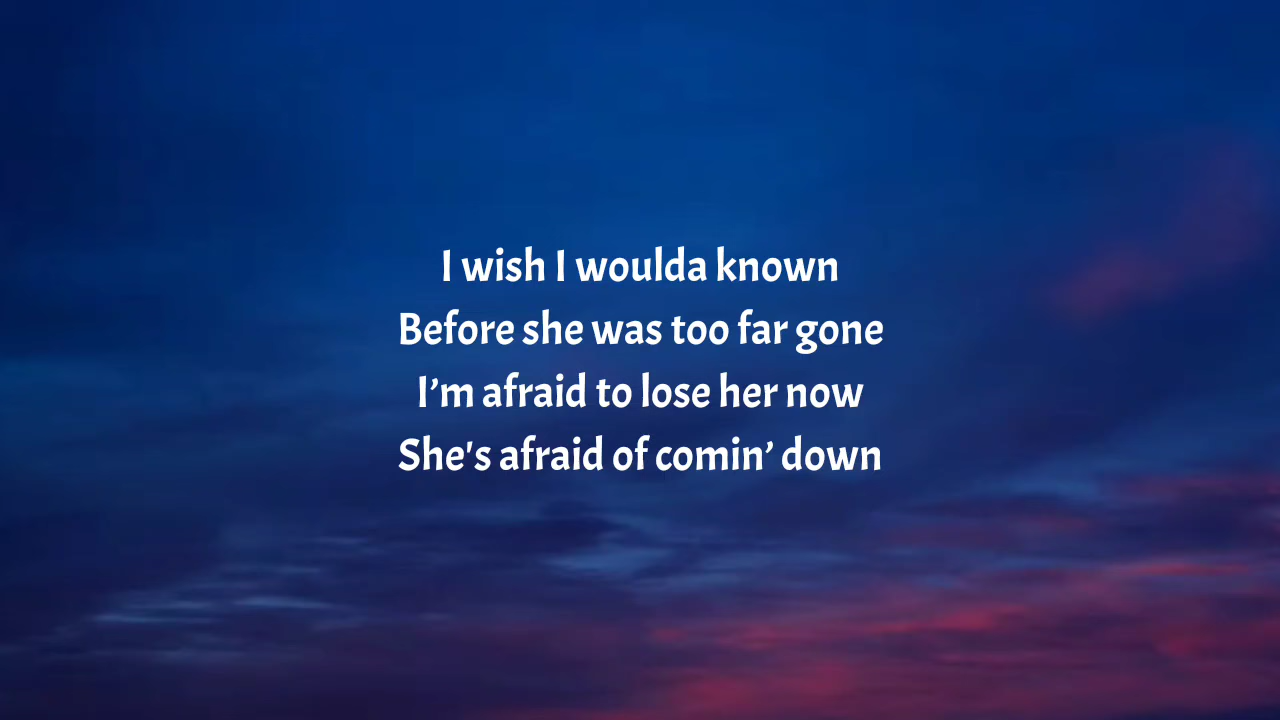 I wish I woulda known
Before she was too far gone
I’m afraid to lose her now
She's afraid of comin’ down